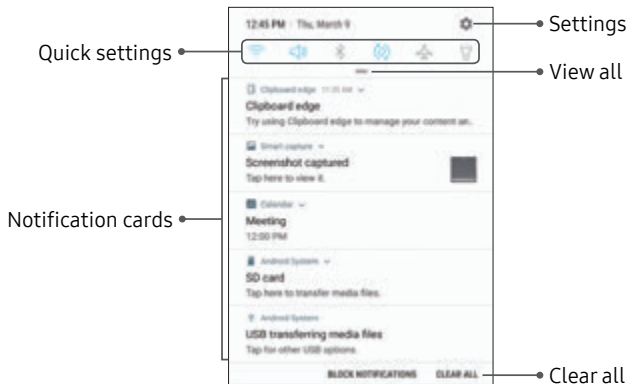 12:45 PM | Thu, March 9
Settings
Quick settings
View all
Clipboard edge 11:35 AM
Clipboard edge
Try using Clipboard edge to manage your content an..
Smart capture
Screenshot captured
Tap here to view it.
Notification cards
Calendar
Meeting
12:00 PM
Android System
SD card
Tap here to transfer media files.
Android System
USB transferring media files
Tap for other USB options.
BLOCK NOTIFICATIONS CLEAR ALL
Clear all